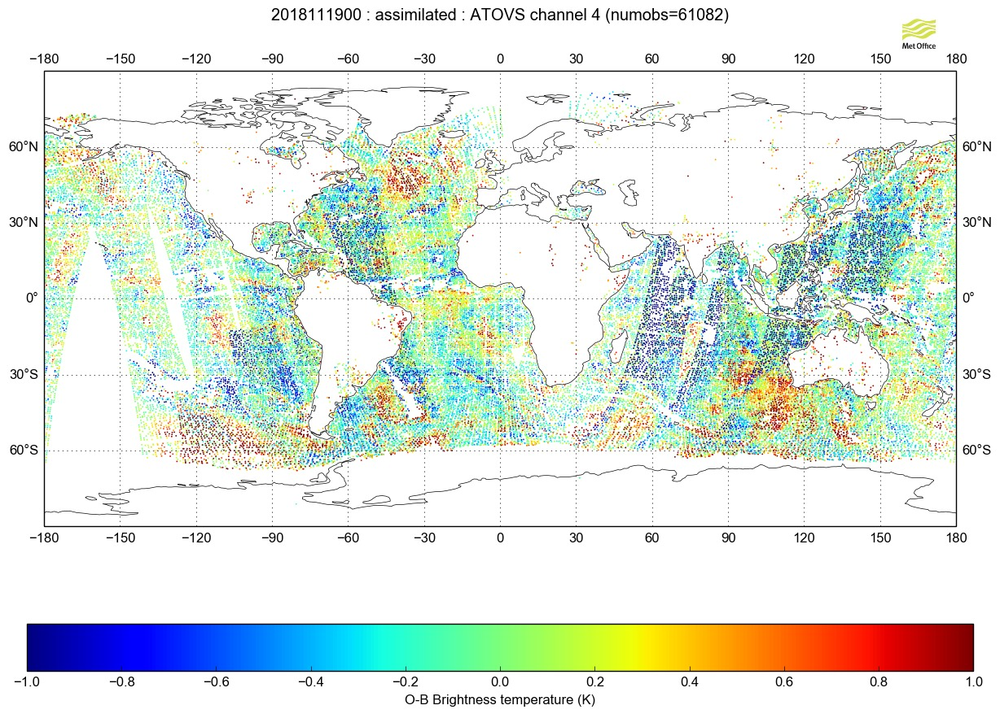 2018111900 : assimilated : ATOVS channel 4 (numobs=61082)
Met Office
−180 −150 −120 −90 −60 −30 0 30 60 90 120 150 180
60°N 60°N
30°N 30°N
0° 0°
30°S 30°S
60°S 60°S
−180 −150 −120 −90 −60 −30 0 30 60 90 120 150 180
−1.0 −0.8 −0.6 −0.4 −0.2 0.0 0.2 0.4 0.6 0.8 1.0
O-B Brightness temperature (K)